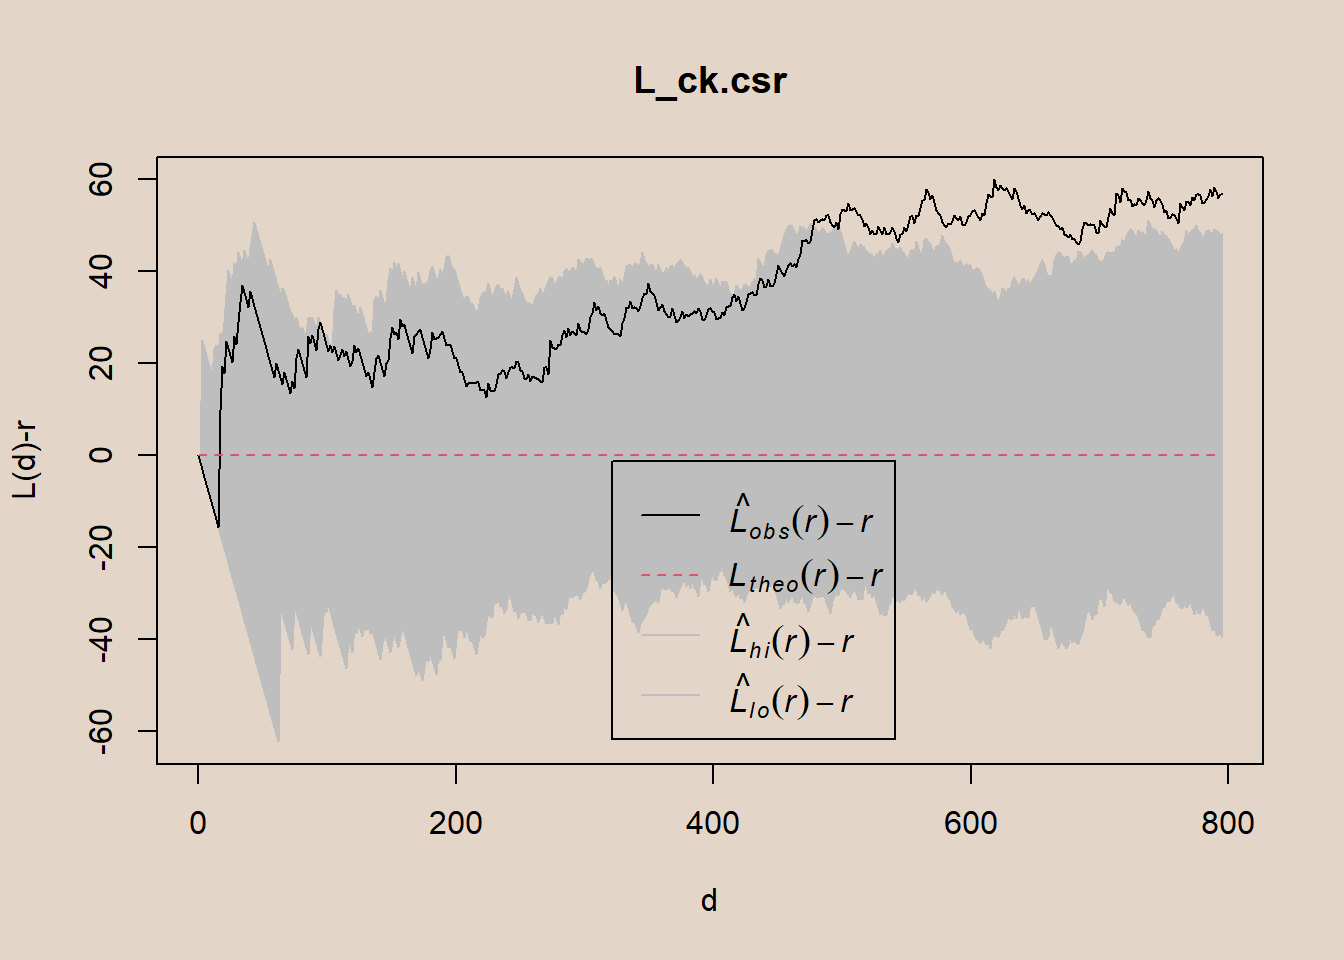 L_ck.csr
L(d)-r
60
40
20
0
-20
-40
-60
L̂obs(r) − r
Ltheo(r) − r
L̂hi(r) − r
L̂lo(r) − r
0 200 400 600 800
d